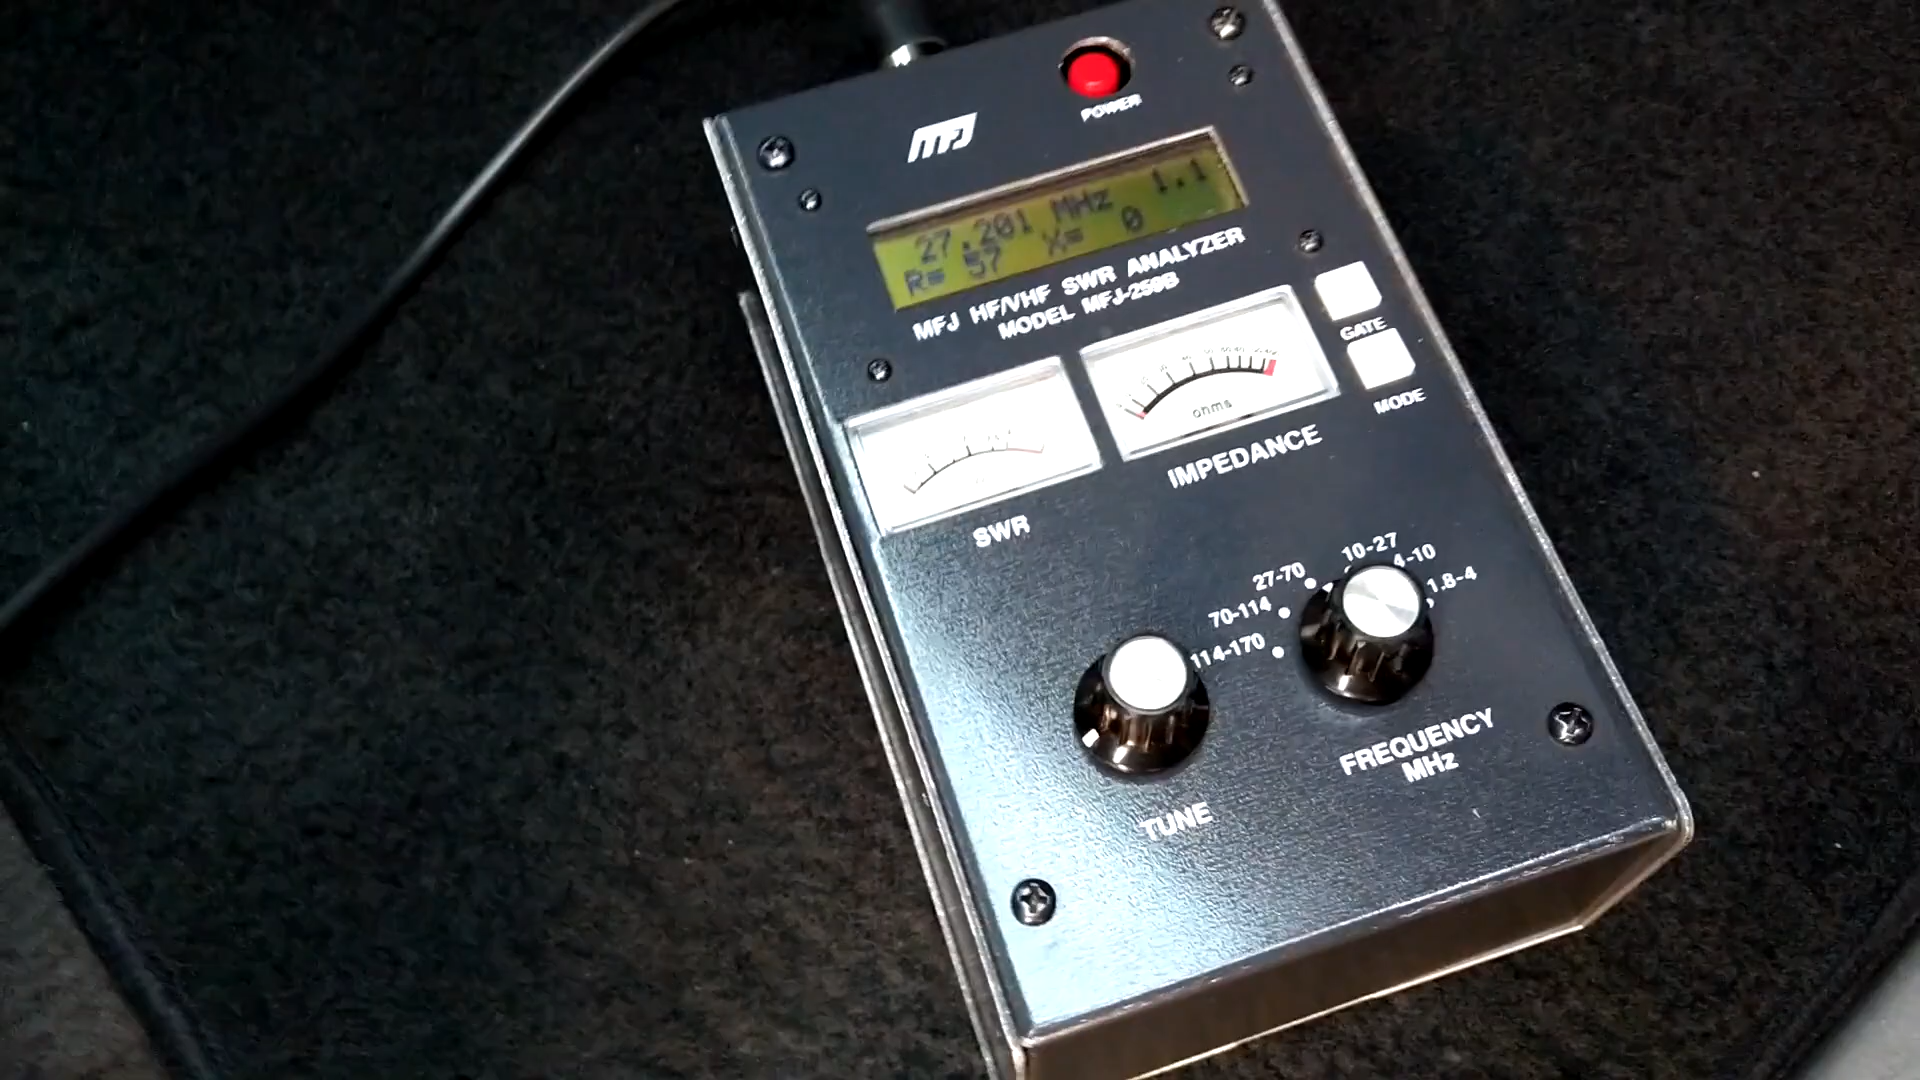 POWER
MFJ
27.201 MHz 1.1
R= 57 X= 0
MFJ HF/VHF SWR ANALYZER
MODEL MFJ-259B
GATE
MODE
ohms
IMPEDANCE
SWR
10-27
4-10
1.8-4
27-70
70-114
114-170
FREQUENCY
MHz
TUNE